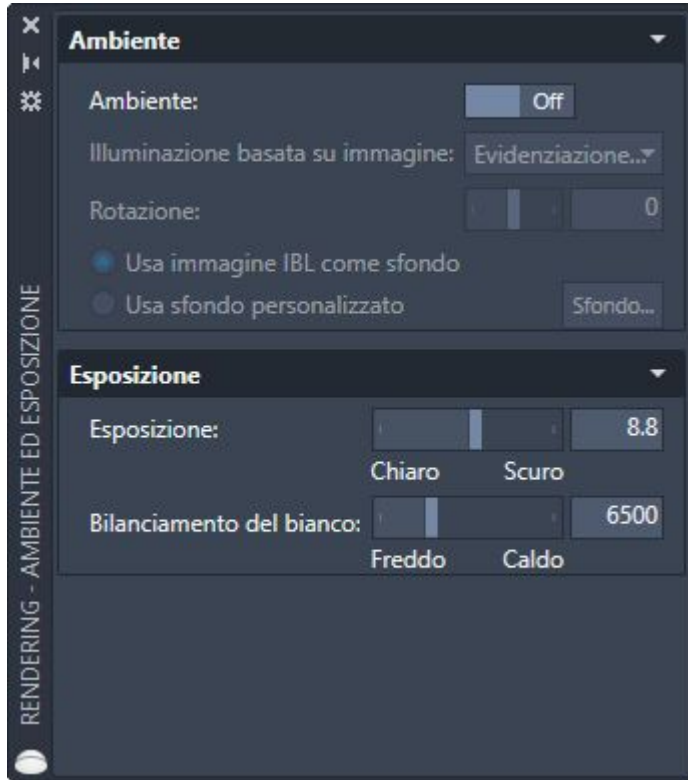 Ambiente
Ambiente:
Off
Illuminazione basata su immagine:
Evidenziazione...
Rotazione:
0
Usa immagine IBL come sfondo
Usa sfondo personalizzato
Sfondo...
Esposizione
Esposizione:
8.8
Chiaro
Scuro
Bilanciamento del bianco:
6500
Freddo
Caldo
RENDERING - AMBIENTE ED ESPOSIZIONE